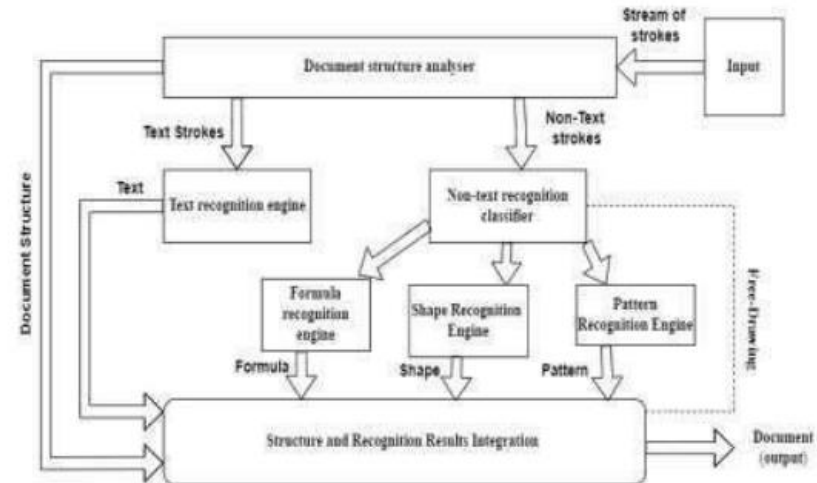 Stream of
strokes
Document structure analyser
Input
Text Strokes
Non-Text
strokes
Document Structure
Text
Text recognition engine
Non-text recognition
classifier
Free-Drawing
Formula
recognition
engine
Shape Recognition
Engine
Pattern
Recognition Engine
Formula
Shape
Pattern
Structure and Recognition Results Integration
Document
(output)